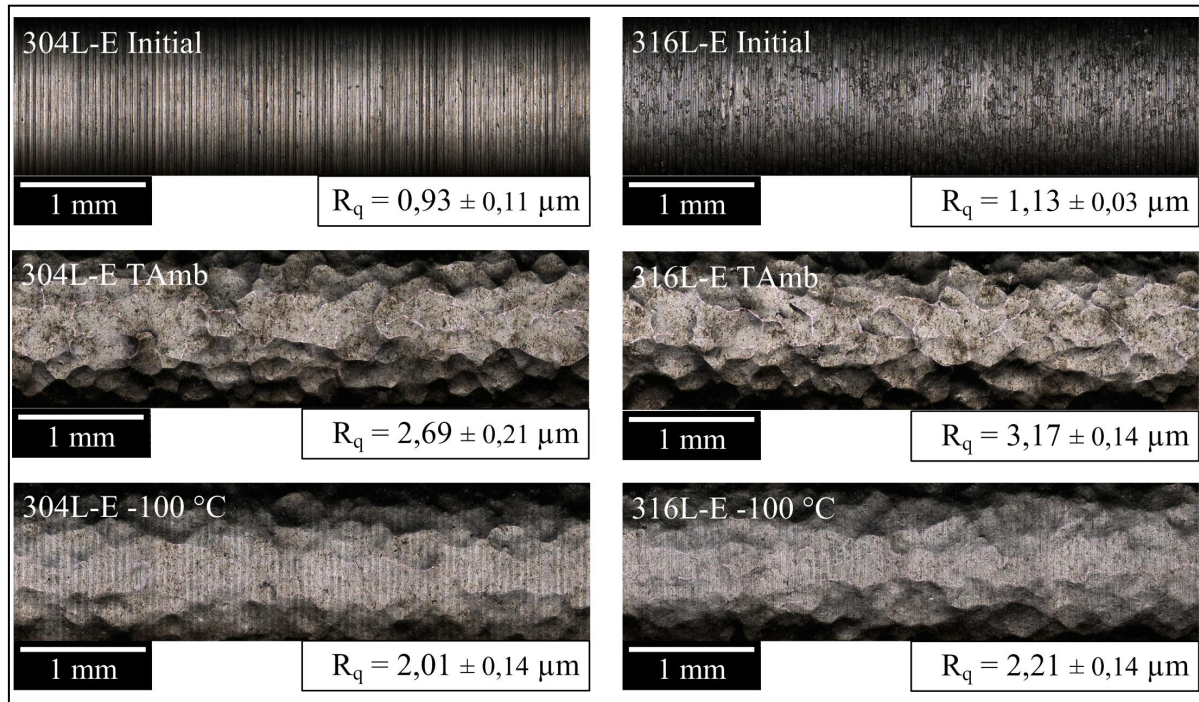 304L-E Initial
316L-E Initial
1 mm
R_q = 0,93 ± 0,11 µm
1 mm
R_q = 1,13 ± 0,03 µm
304L-E TAmb
316L-E TAmb
1 mm
R_q = 2,69 ± 0,21 µm
1 mm
R_q = 3,17 ± 0,14 µm
304L-E -100 °C
316L-E -100 °C
1 mm
R_q = 2,01 ± 0,14 µm
1 mm
R_q = 2,21 ± 0,14 µm